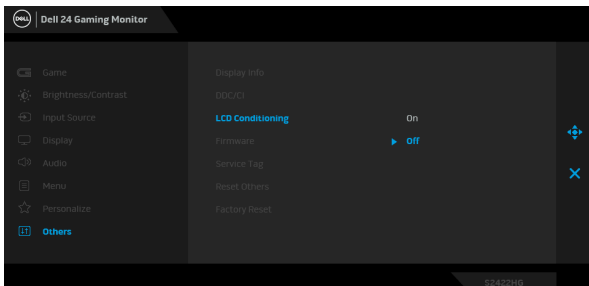 DELL Dell 24 Gaming Monitor
Game Display Info
Brightness/Contrast DDC/CI
Input Source LCD Conditioning On
Display Firmware Off
Audio Service Tag
Menu Reset Others
Personalize Factory Reset
Others
S2422HG